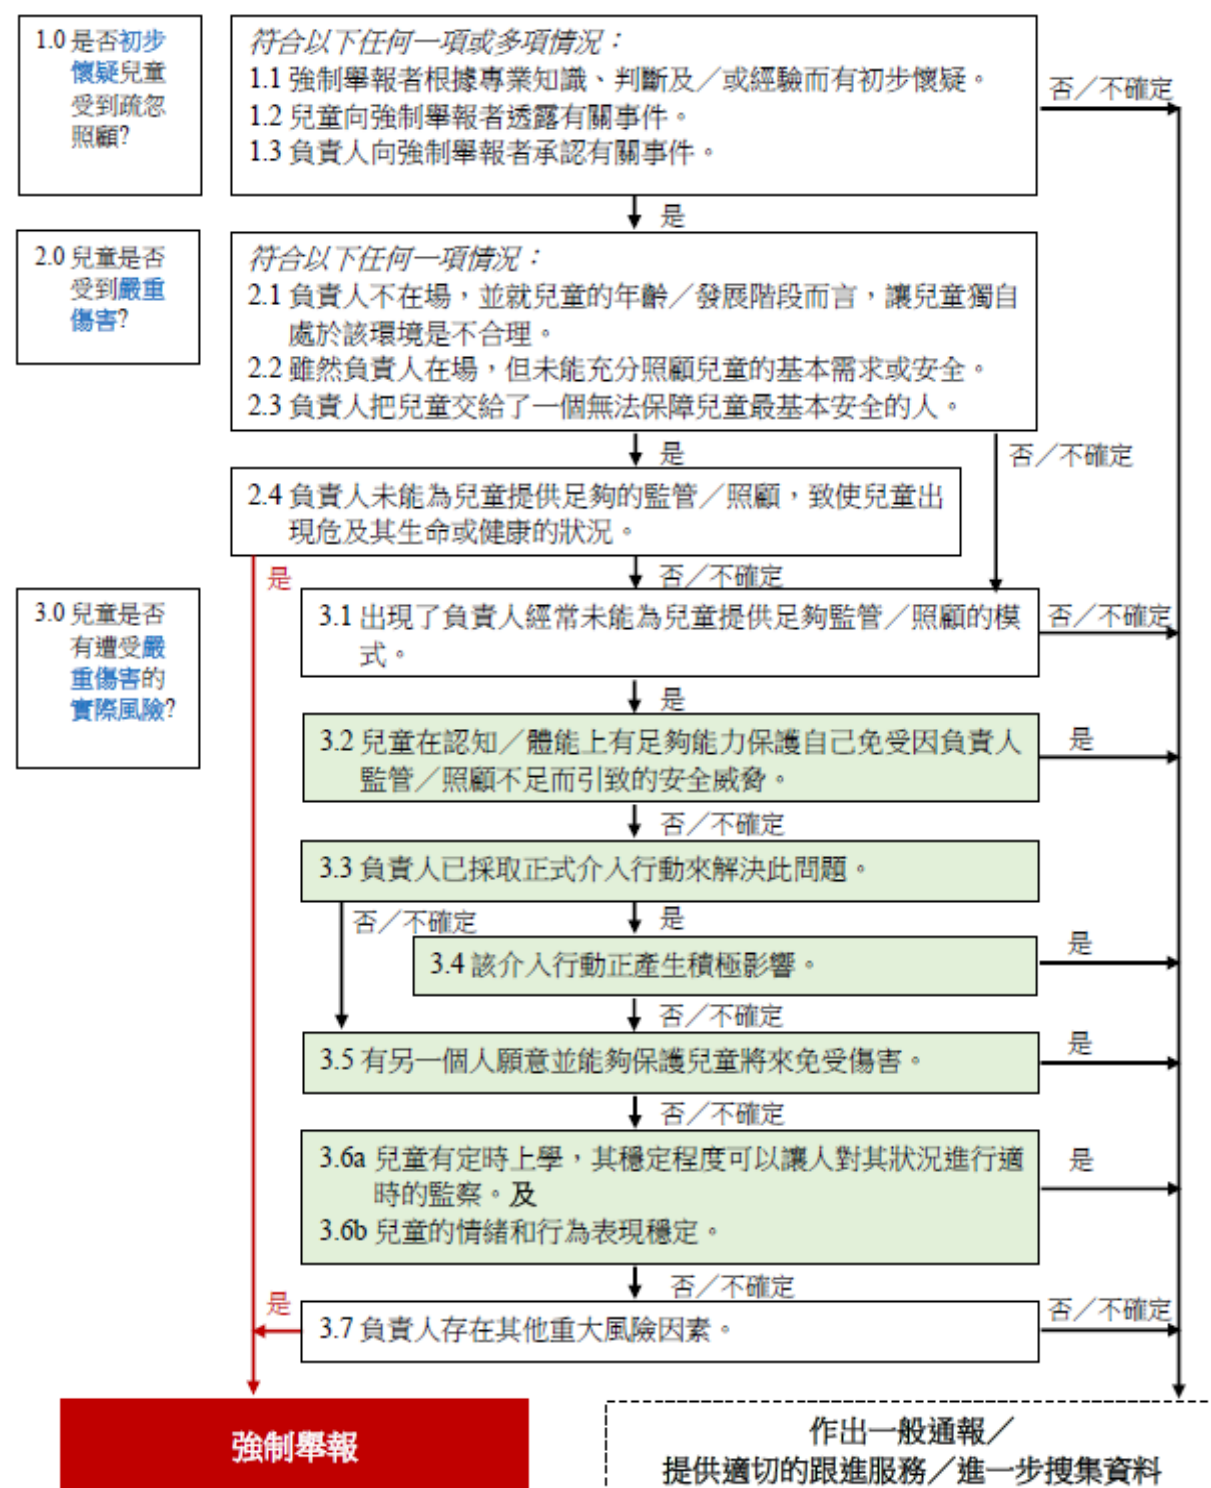 1.0 是否初步
懷疑兒童
受到疏忽
照顧?
符合以下任何一項或多項情況：
1.1 強制舉報者根據專業知識、判斷及／或經驗而有初步懷疑。
1.2 兒童向強制舉報者透露有關事件。
1.3 負責人向強制舉報者承認有關事件。
否／不確定
是
2.0 兒童是否
受到嚴重
傷害?
符合以下任何一項情況：
2.1 負責人不在場，並就兒童的年齡／發展階段而言，讓兒童獨自
處於該環境是不合理。
2.2 雖然負責人在場，但未能充分照顧兒童的基本需求或安全。
2.3 負責人把兒童交給了一個無法保障兒童最基本安全的人。
是
否／不確定
2.4 負責人未能為兒童提供足夠的監管／照顧，致使兒童出
現危及其生命或健康的狀況。
是
否／不確定
3.0 兒童是否
有遭受嚴
重傷害的
實際風險?
3.1 出現了負責人經常未能為兒童提供足夠監管／照顧的模
式。
否／不確定
是
3.2 兒童在認知／體能上有足夠能力保護自己免受因負責人
監管／照顧不足而引致的安全威脅。
是
否／不確定
3.3 負責人已採取正式介入行動來解決此問題。
否／不確定
是
3.4 該介入行動正產生積極影響。
是
否／不確定
3.5 有另一個人願意並能夠保護兒童將來免受傷害。
是
否／不確定
3.6a 兒童有定時上學，其穩定程度可以讓人對其狀況進行適
時的監察。及
3.6b 兒童的情緒和行為表現穩定。
是
否／不確定
是
3.7 負責人存在其他重大風險因素。
否／不確定
強制舉報
作出一般通報／
提供適切的跟進服務／進一步搜集資料